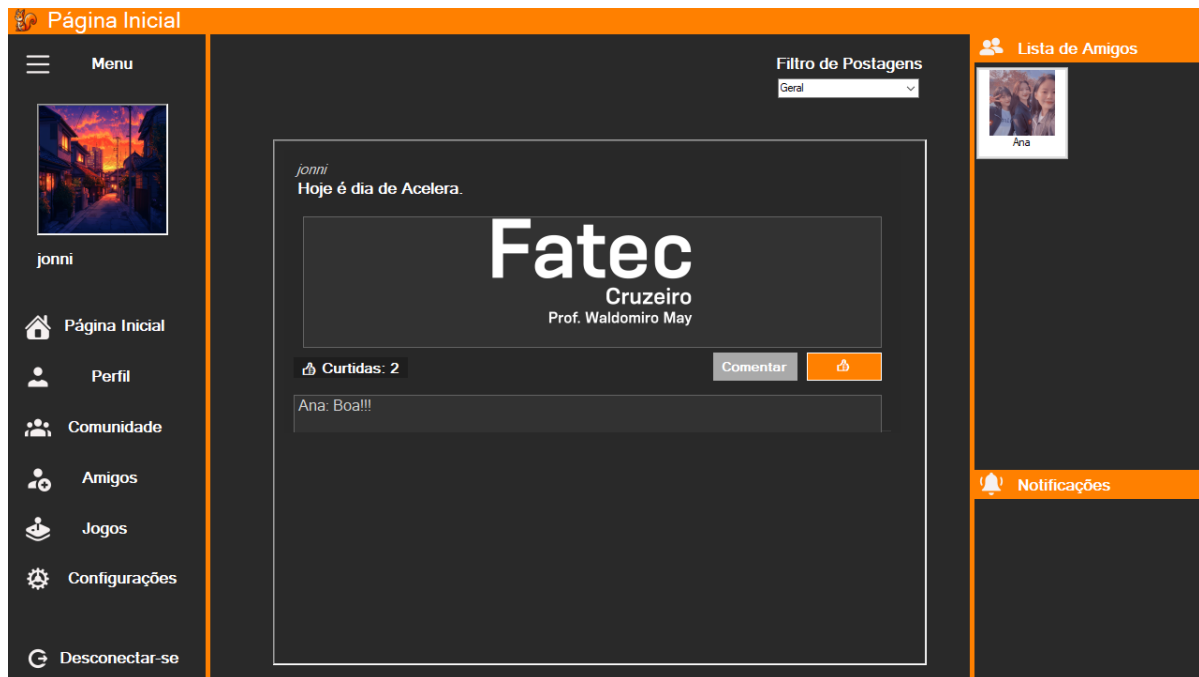 Página Inicial
Menu
jonni
Página Inicial
Perfil
Comunidade
Amigos
Jogos
Configurações
Desconectar-se
Filtro de Postagens
Geral
jonni
Hoje é dia de Acelera.
Fatec
Cruzeiro
Prof. Waldomiro May
Curtidas: 2
Comentar
Ana: Boa!!!
Lista de Amigos
Ana
Notificações